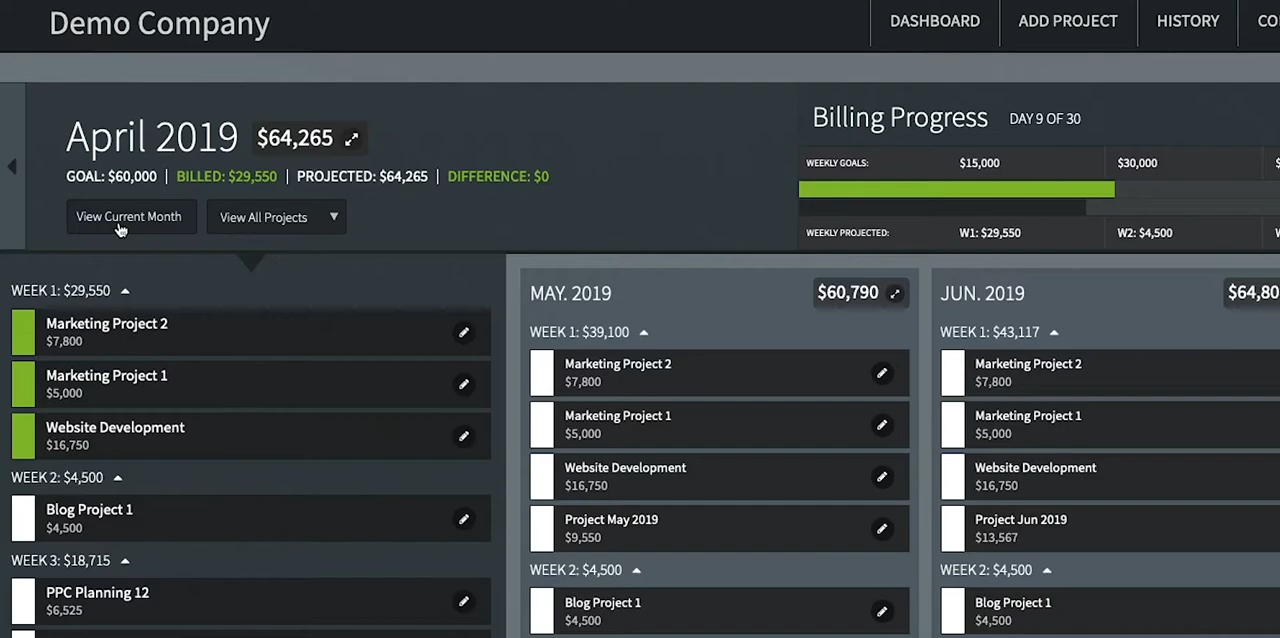 Demo Company
DASHBOARD
ADD PROJECT
HISTORY
April 2019 $64,265
GOAL: $60,000 | BILLED: $29,550 | PROJECTED: $64,265 | DIFFERENCE: $0
View Current Month
View All Projects
Billing Progress DAY 9 OF 30
WEEKLY GOALS: $15,000 $30,000
WEEKLY PROJECTED: W1: $29,550 W2: $4,500
WEEK 1: $29,550
Marketing Project 2
$7,800
Marketing Project 1
$5,000
Website Development
$16,750
WEEK 2: $4,500
Blog Project 1
$4,500
WEEK 3: $18,715
PPC Planning 12
$6,525
MAY. 2019 $60,790
WEEK 1: $39,100
Marketing Project 2
$7,800
Marketing Project 1
$5,000
Website Development
$16,750
Project May 2019
$9,550
WEEK 2: $4,500
Blog Project 1
$4,500
JUN. 2019
WEEK 1: $43,117
Marketing Project 2
$7,800
Marketing Project 1
$5,000
Website Development
$16,750
Project Jun 2019
$13,567
WEEK 2: $4,500
Blog Project 1
$4,500